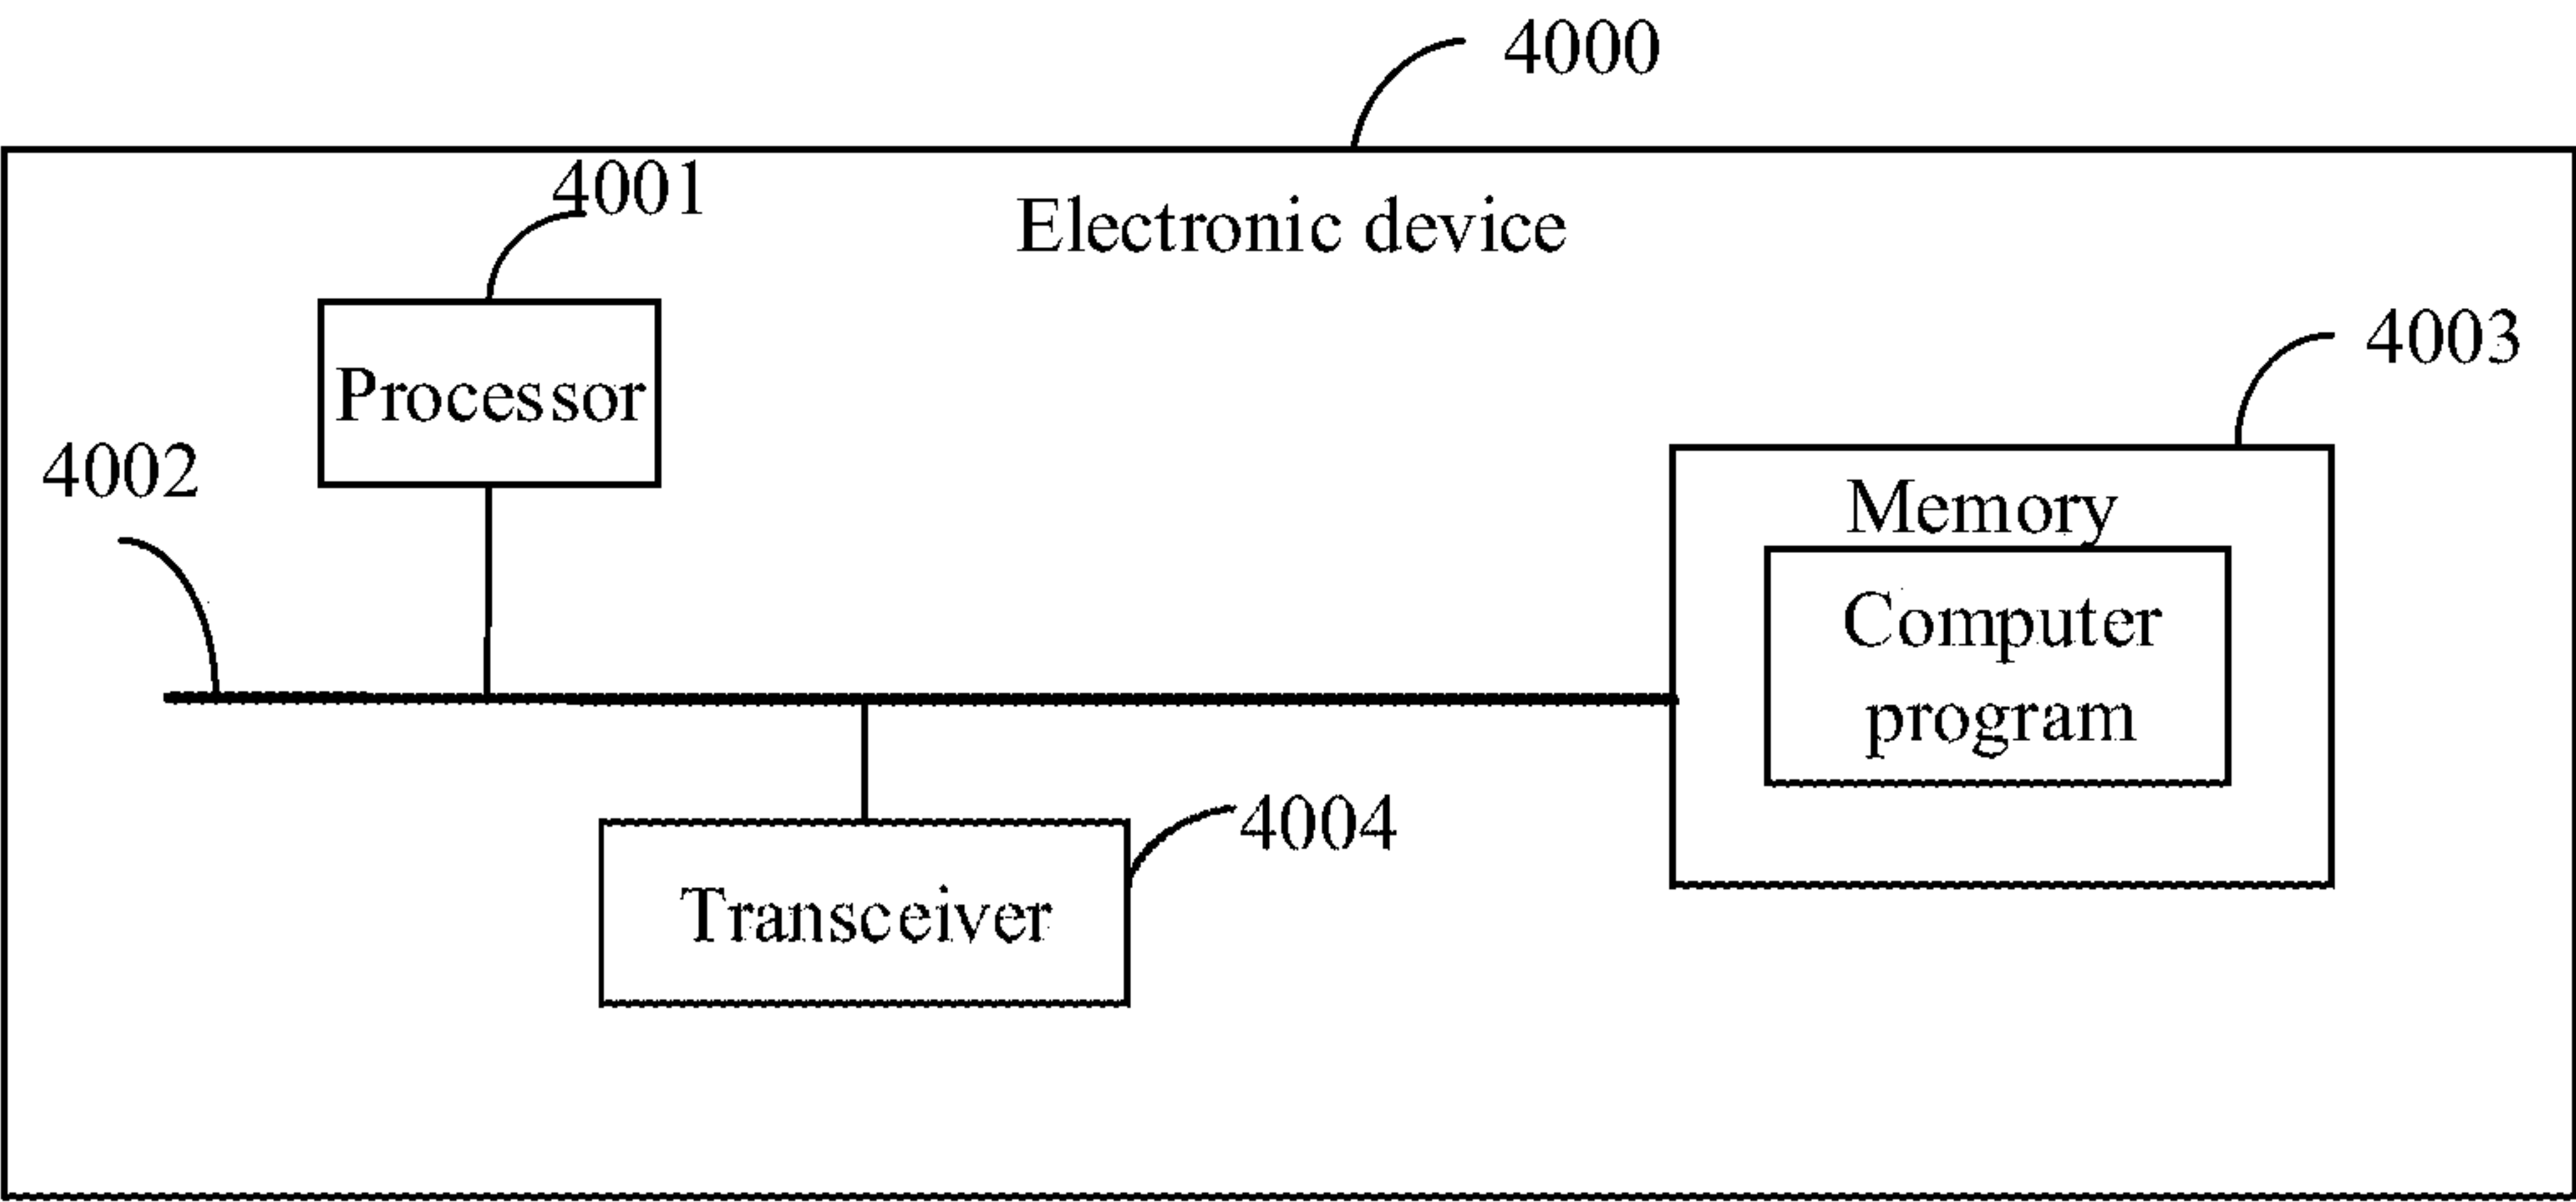 4000
4001
Electronic device
4003
Processor
4002
Memory
Computer
program
4004
Transceiver